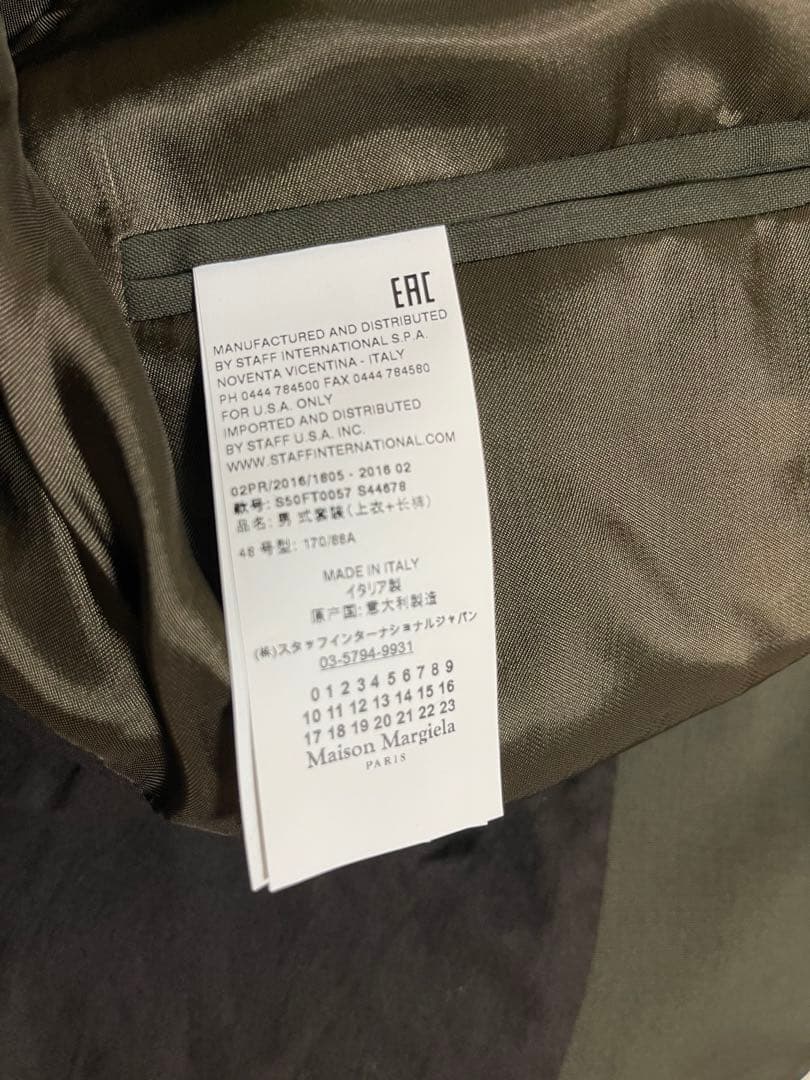 EAC
MANUFACTURED AND DISTRIBUTED
BY STAFF INTERNATIONAL S.P.A.
NOVENTA VICENTINA - ITALY
PH 0444 784500 FAX 0444 784580
FOR U.S.A. ONLY
IMPORTED AND DISTRIBUTED
BY STAFF U.S.A. INC.
WWW.STAFFINTERNATIONAL.COM
02PR/2016/1605 - 2016 02
款号: S50FT0057 S44678
品名: 男 式套装(上衣+长裤)
48 号型: 170/88A
MADE IN ITALY
イタリア製
原产国: 意大利製造
(株)スタッフインターナショナルジャパン
03-5794-9931
0 1 2 3 4 5 6 7 8 9
10 11 12 13 14 15 16
17 18 19 20 21 22 23
Maison Margiela
PARIS